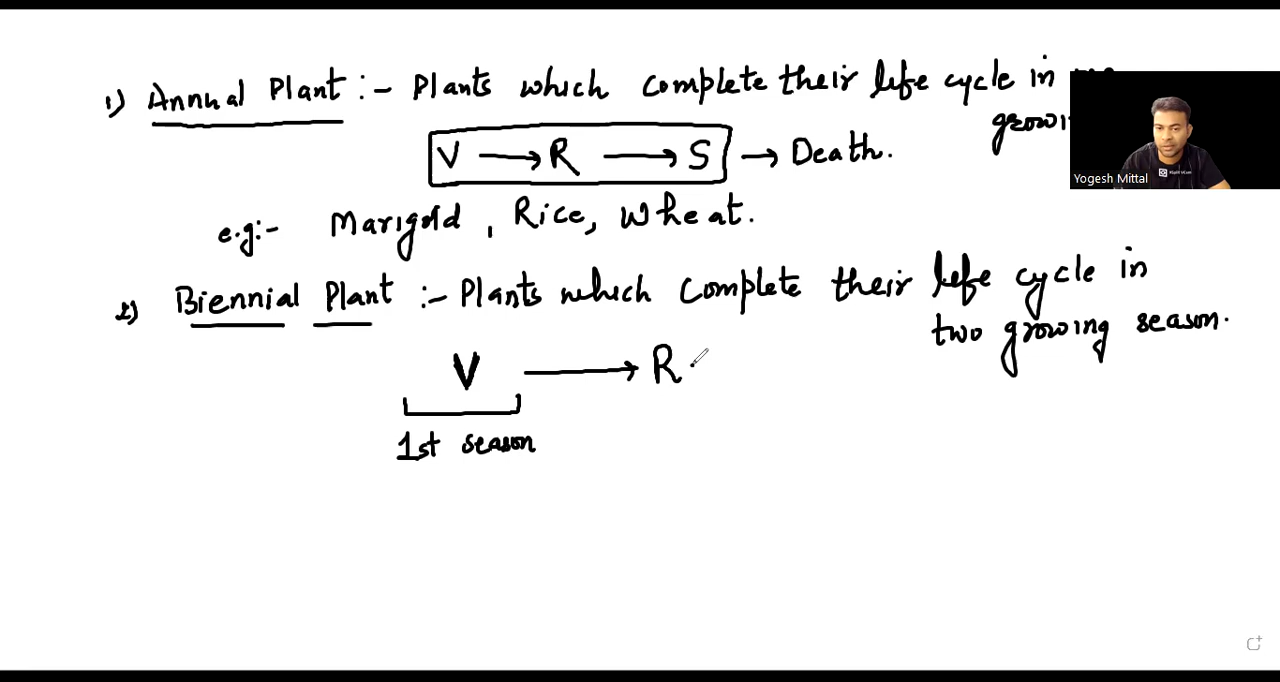 1) Annual Plant :- Plants which complete their life cycle in
growi
V → R → S → Death.
e.g:- Marigold, Rice, Wheat.
2) Biennial Plant :- Plants which complete their life cycle in
two growing season.
V → R
1st season
Yogesh Mittal